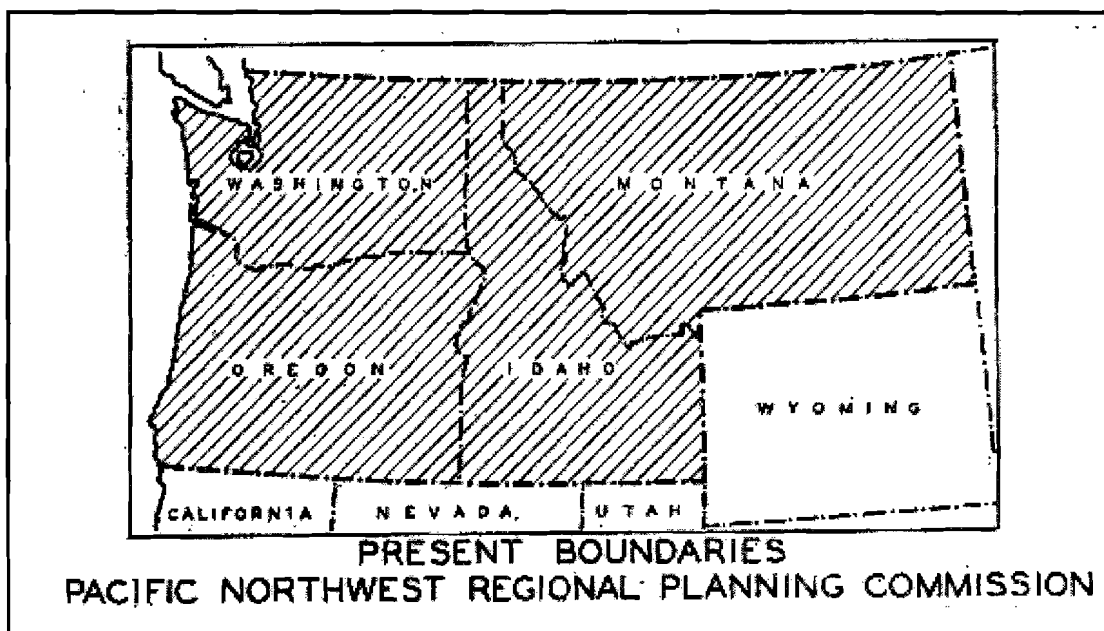 WASHINGTON
MONTANA
OREGON
IDAHO
WYOMING
CALIFORNIA
NEVADA
UTAH
PRESENT BOUNDARIES
PACIFIC NORTHWEST REGIONAL PLANNING COMMISSION